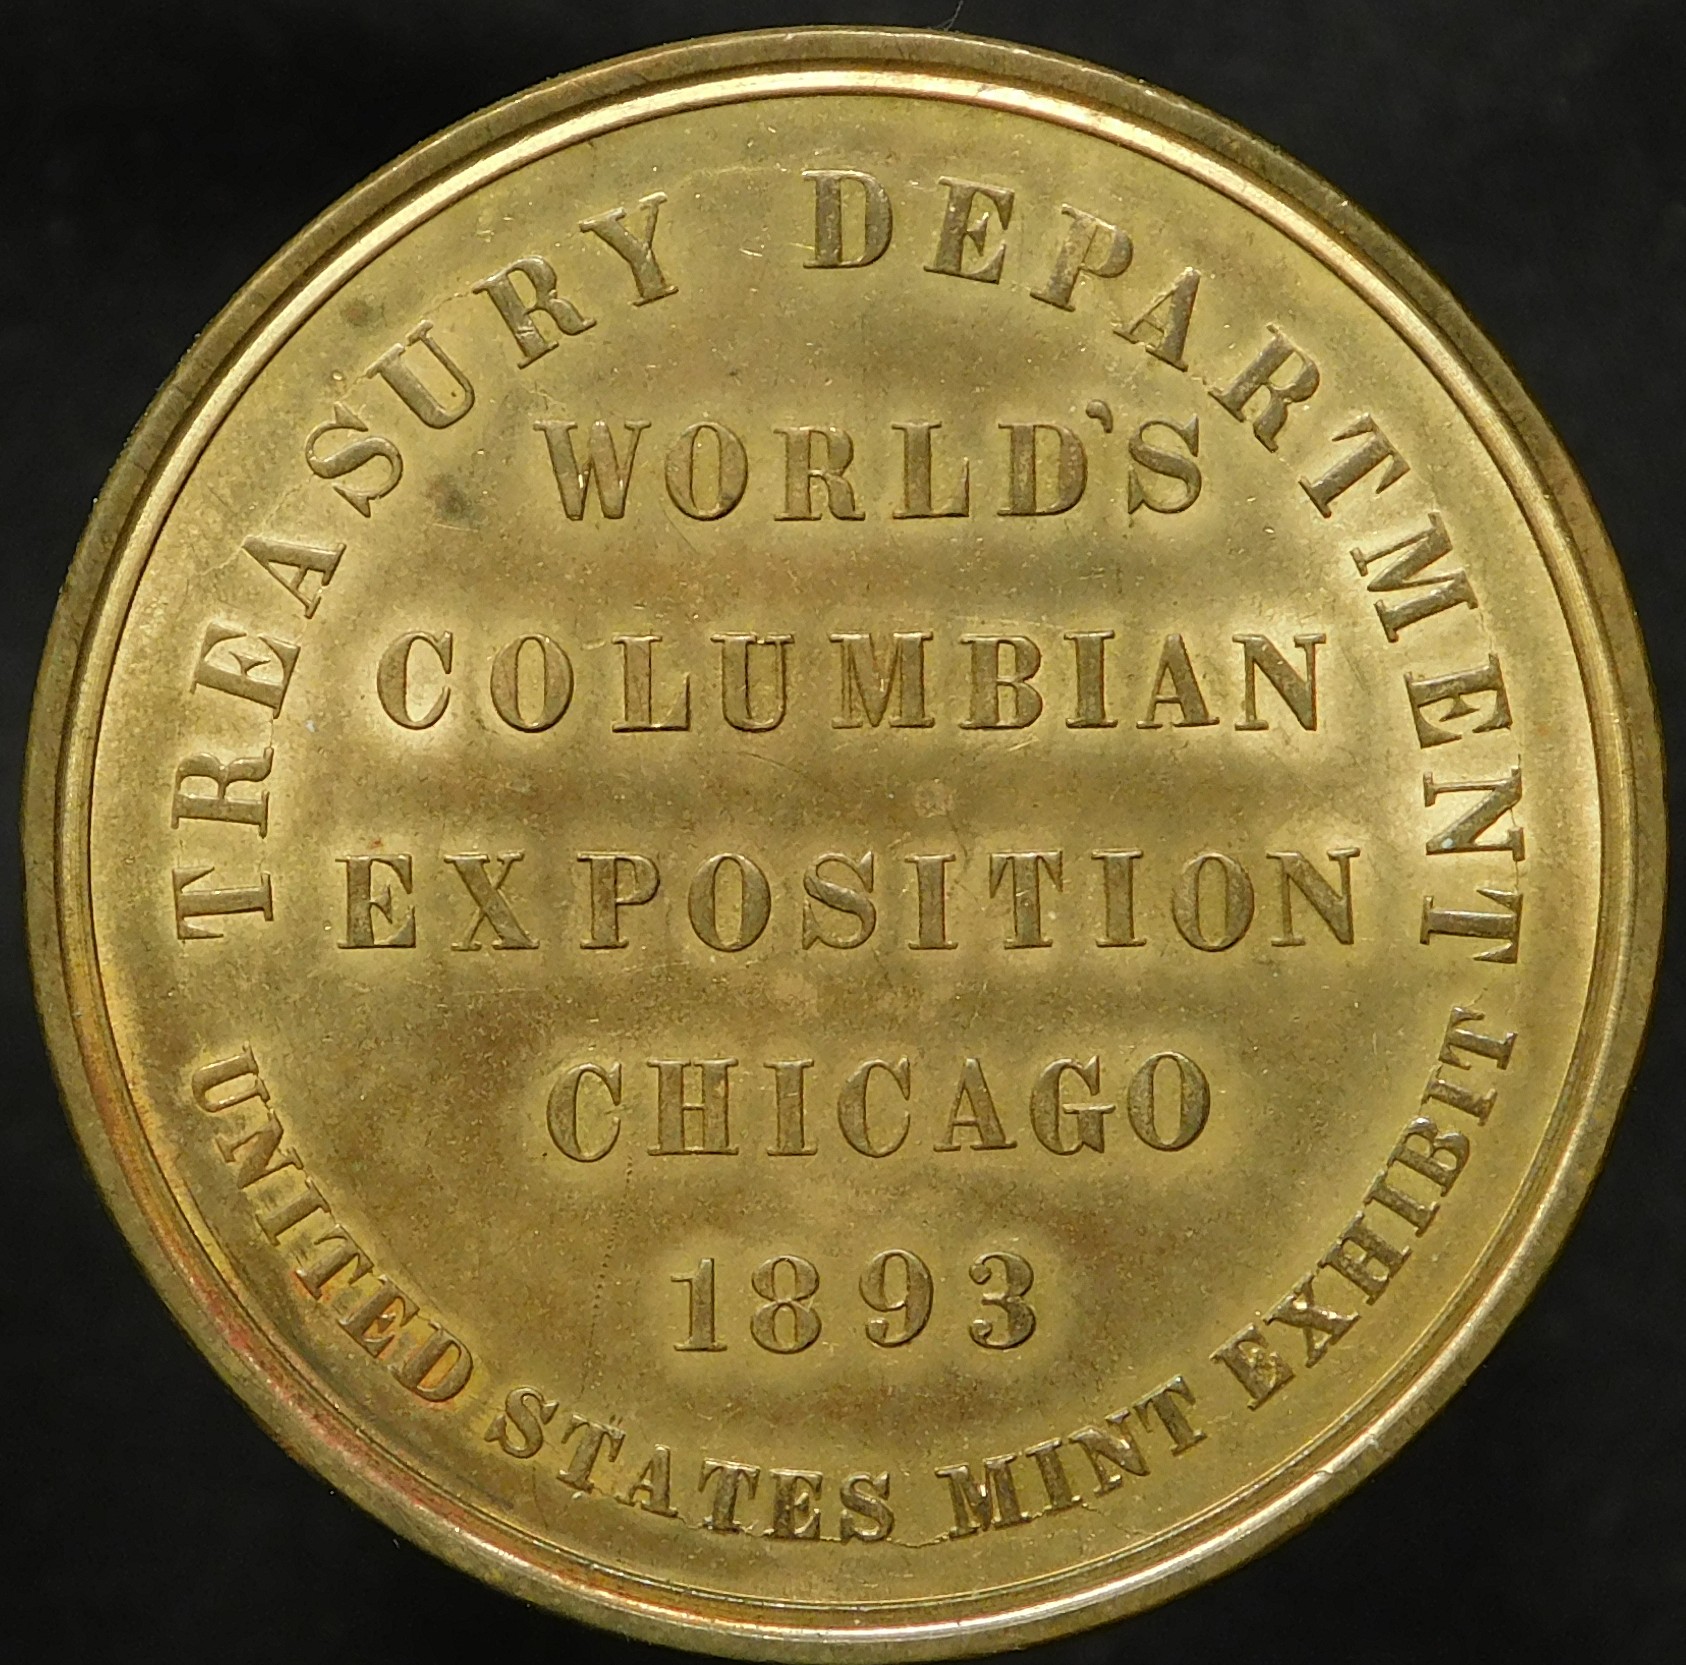 TREASURY DEPARTMENT
WORLD'S
COLUMBIAN
EXPOSITION
CHICAGO
1893
UNITED STATES MINT EXHIBIT